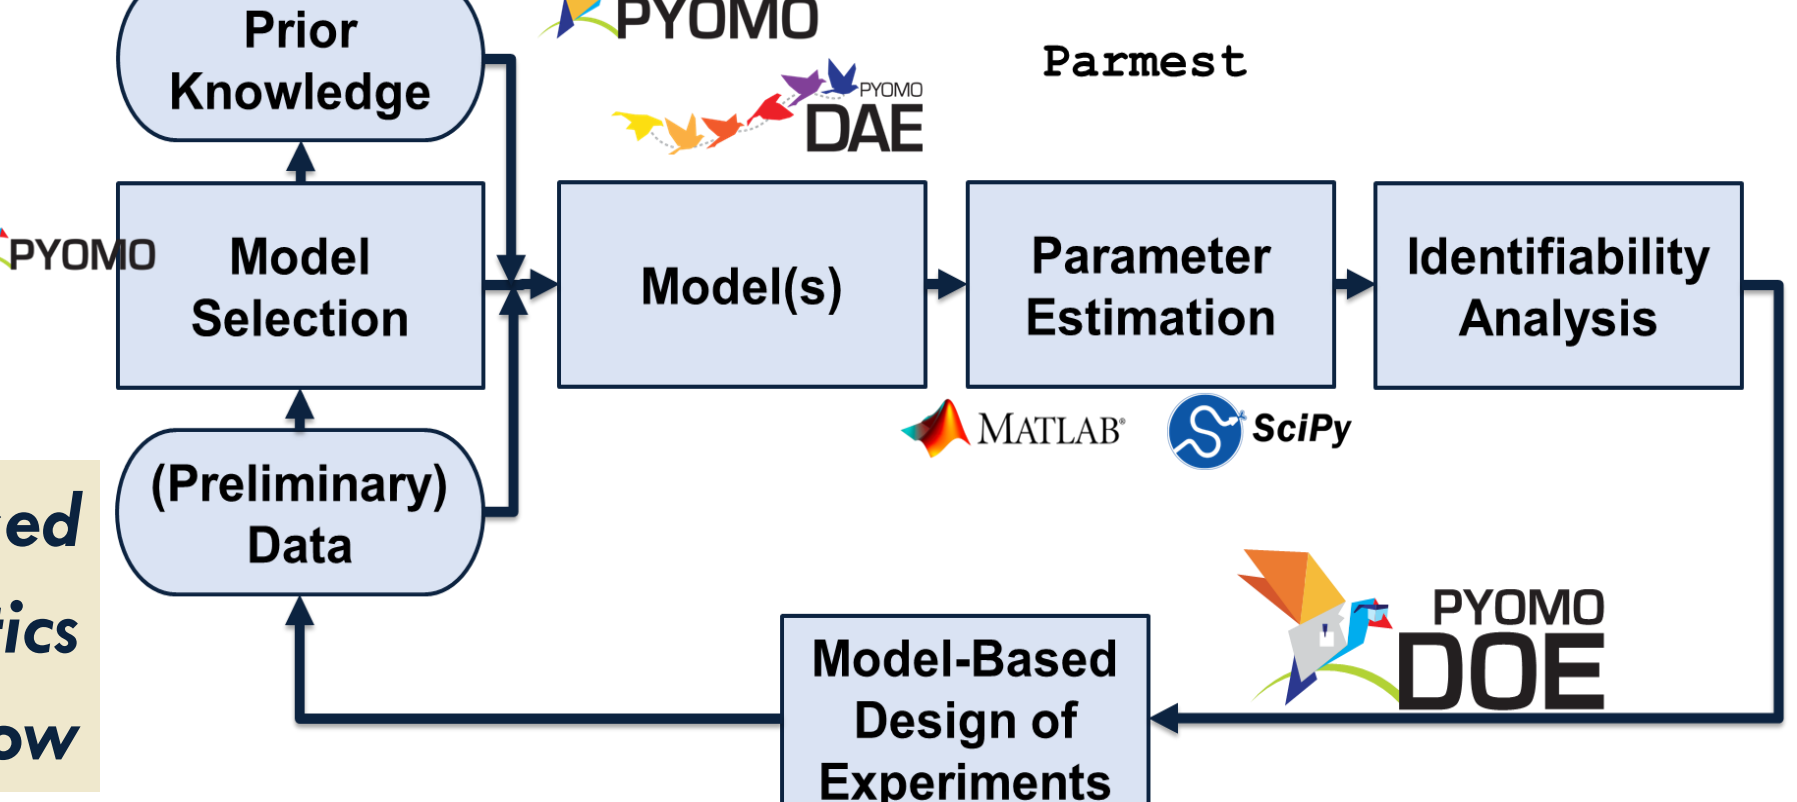 Prior
Knowledge
PYOMO
PYOMO
DAE
Parmest
PYOMO
Model
Selection
Model(s)
Parameter
Estimation
Identifiability
Analysis
MATLAB®
SciPy
(Preliminary)
Data
ed
tics
ow
PYOMO
DOE
Model-Based
Design of
Experiments